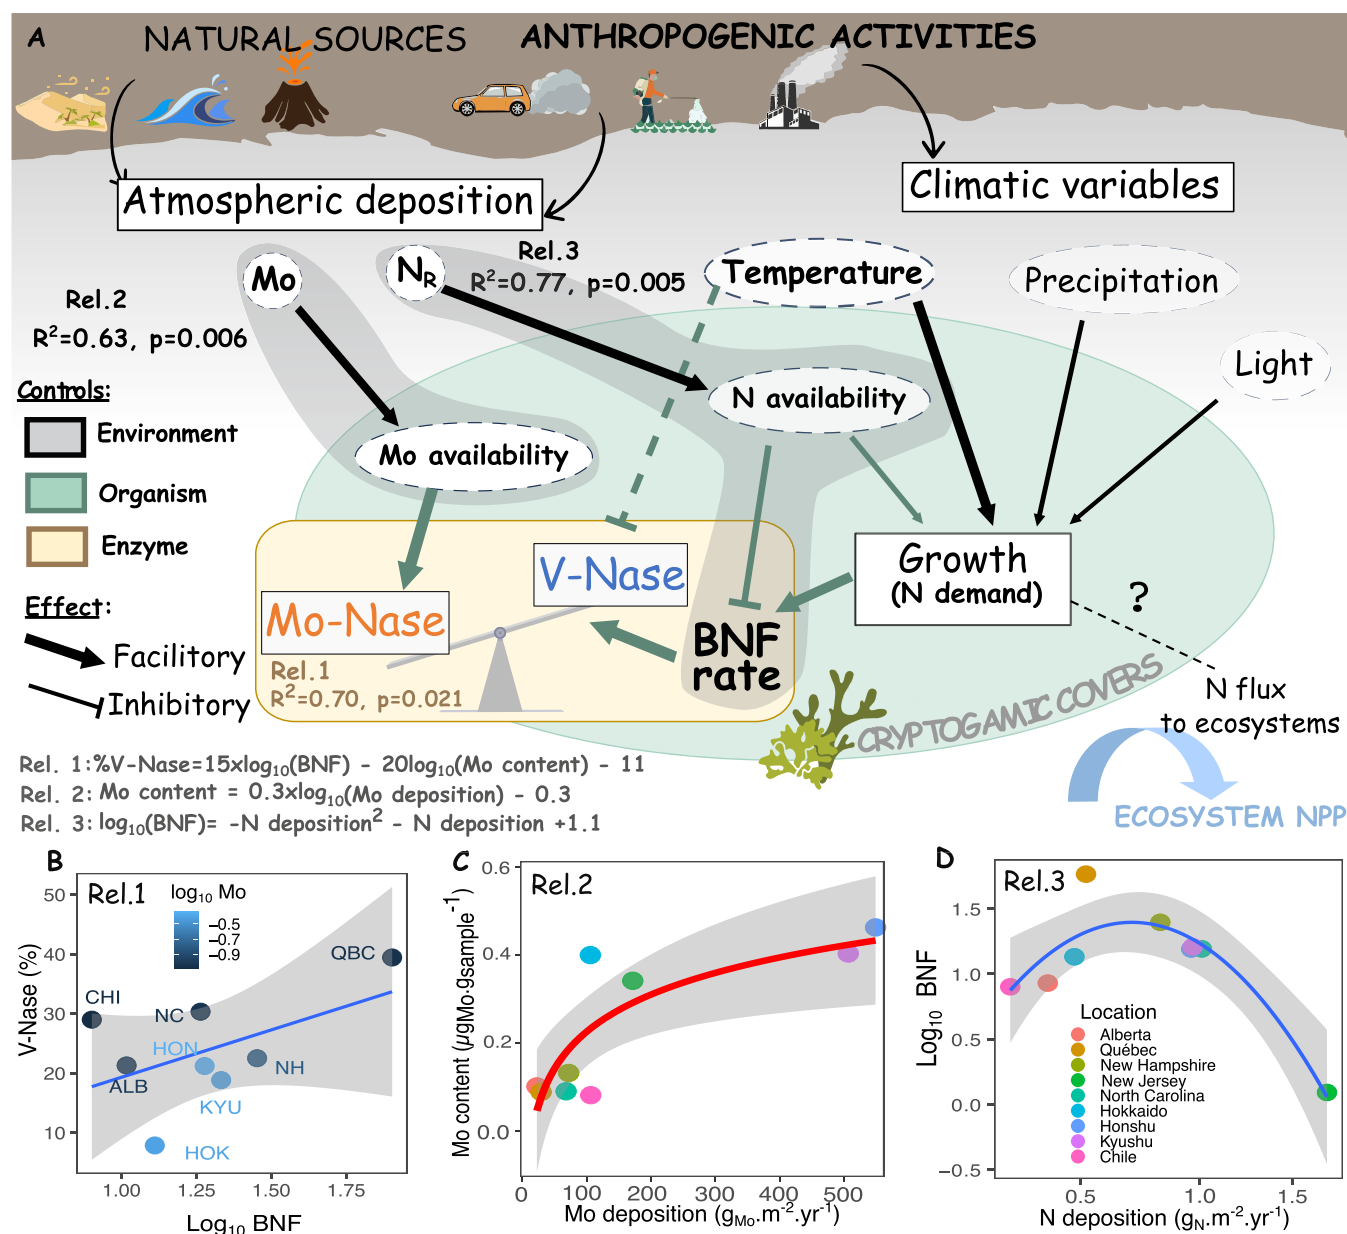 A
NATURAL SOURCES
ANTHROPOGENIC ACTIVITIES
Atmospheric deposition
Climatic variables
Mo
N_R
Rel.3
R²=0.77, p=0.005
Temperature
Precipitation
Rel.2
R²=0.63, p=0.006
Light
Controls:
Environment
Organism
Enzyme
N availability
Mo availability
V-Nase
Mo-Nase
Growth
(N demand)
?
Effect:
Facilitory
Inhibitory
Rel.1
R²=0.70, p=0.021
BNF
rate
CRYPTOGAMIC COVERS
N flux
to ecosystems
ECOSYSTEM NPP
Rel. 1:%V-Nase=15xlog₁₀(BNF) - 20log₁₀(Mo content) - 11
Rel. 2: Mo content = 0.3xlog₁₀(Mo deposition) - 0.3
Rel. 3: log₁₀(BNF)= -N deposition² - N deposition +1.1
B
Rel.1
log₁₀ Mo
−0.5
−0.7
−0.9
V-Nase (%)
50
40
30
20
10
CHI
NC
QBC
HON
ALB
NH
KYU
HOK
1.00
1.25
1.50
1.75
Log₁₀ BNF
C
Rel.2
Mo content (µgMo.gsample⁻¹)
0.6
0.4
0.2
0.0
0
100
200
300
400
500
Mo deposition (g_Mo.m⁻².yr⁻¹)
D
Rel.3
Log₁₀ BNF
1.5
1.0
0.5
0.0
−0.5
Location
Alberta
Québec
New Hampshire
New Jersey
North Carolina
Hokkaido
Honshu
Kyushu
Chile
0.5
1.0
1.5
N deposition (g_N.m⁻².yr⁻¹)